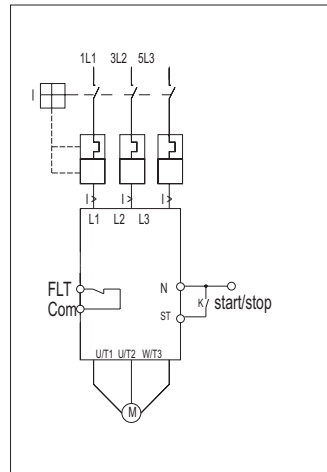 1L1 3L2 5L3
I
I> I> I>
L1 L2 L3
FLT N
Com K start/stop
ST
U/T1 U/T2 W/T3
M